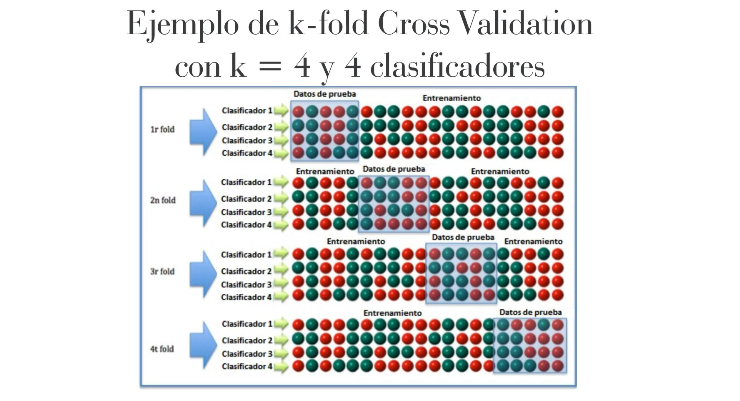 Ejemplo de k-fold Cross Validation
con k = 4 y 4 clasificadores
Datos de prueba Entrenamiento
1r fold
Clasificador 1
Clasificador 2
Clasificador 3
Clasificador 4
Entrenamiento Datos de prueba Entrenamiento
2n fold
Clasificador 1
Clasificador 2
Clasificador 3
Clasificador 4
Entrenamiento Datos de prueba Entrenamiento
3r fold
Clasificador 1
Clasificador 2
Clasificador 3
Clasificador 4
Entrenamiento Datos de prueba
4t fold
Clasificador 1
Clasificador 2
Clasificador 3
Clasificador 4